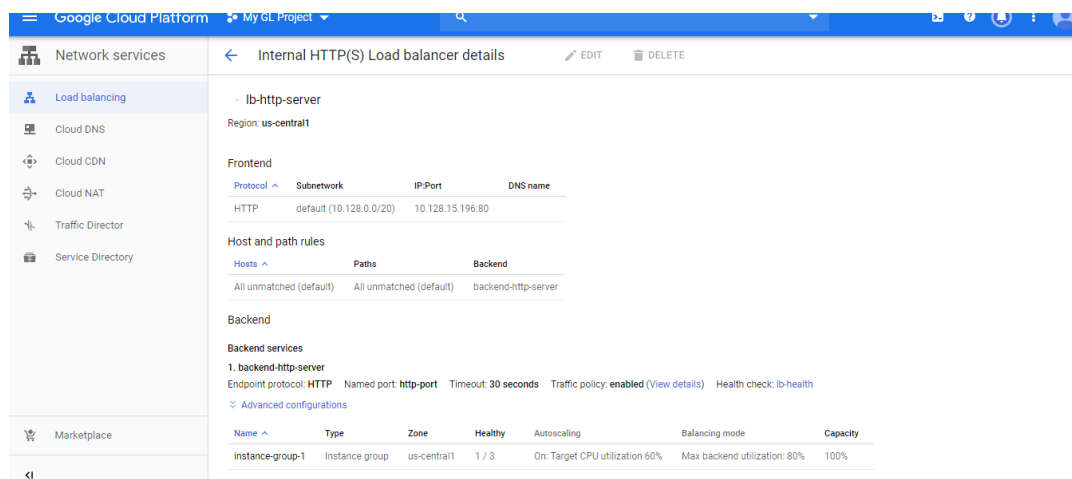 Google Cloud Platform My GL Project
Network services
Internal HTTP(S) Load balancer details EDIT DELETE
Load balancing
Cloud DNS
Cloud CDN
Cloud NAT
Traffic Director
Service Directory
Marketplace
lb-http-server
Region: us-central1
Frontend
Protocol Subnetwork IP:Port DNS name
HTTP default (10.128.0.0/20) 10.128.15.196:80
Host and path rules
Hosts Paths Backend
All unmatched (default) All unmatched (default) backend-http-server
Backend
Backend services
1. backend-http-server
Endpoint protocol: HTTP Named port: http-port Timeout: 30 seconds Traffic policy: enabled (View details) Health check: lb-health
Advanced configurations
Name Type Zone Healthy Autoscaling Balancing mode Capacity
instance-group-1 Instance group us-central1 1 / 3 On: Target CPU utilization 60% Max backend utilization: 80% 100%